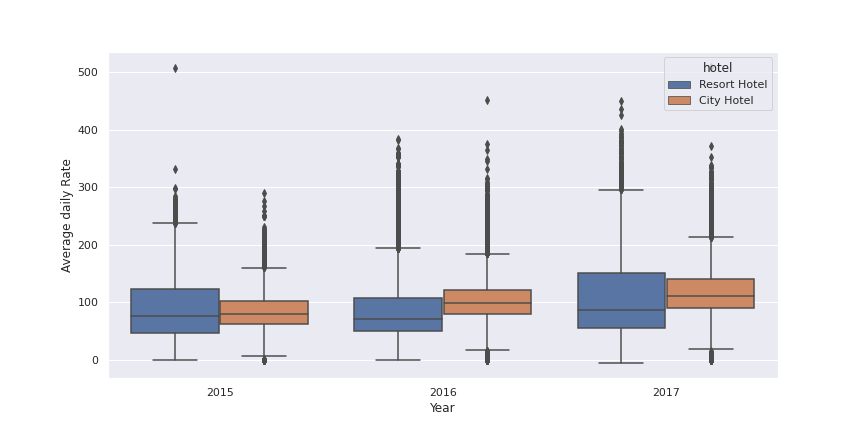 hotel
Resort Hotel
City Hotel
Average daily Rate
500
400
300
200
100
0
2015
2016
2017
Year